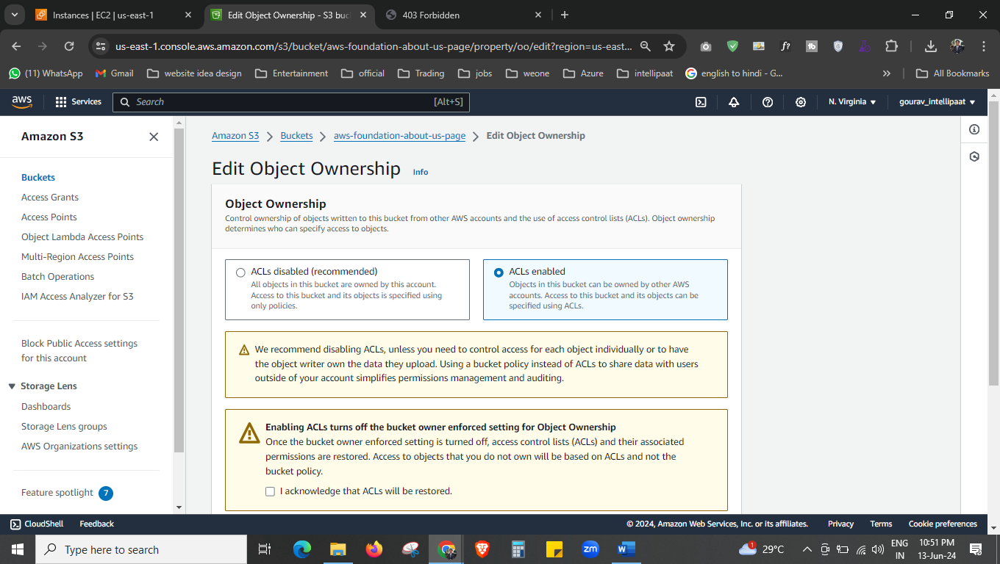 Instances | EC2 | us-east-1
Edit Object Ownership - S3 buc
403 Forbidden
us-east-1.console.aws.amazon.com/s3/bucket/aws-foundation-about-us-page/property/oo/edit?region=us-east...
(11) WhatsApp
Gmail
website idea design
Entertainment
official
Trading
jobs
weone
Azure
intellipaat
english to hindi - G...
All Bookmarks
aws
Services
Search
[Alt+S]
N. Virginia
gourav_intellipaat
Amazon S3
Buckets
Access Grants
Access Points
Object Lambda Access Points
Multi-Region Access Points
Batch Operations
IAM Access Analyzer for S3
Block Public Access settings
for this account
Storage Lens
Dashboards
Storage Lens groups
AWS Organizations settings
Feature spotlight 7
Amazon S3 > Buckets > aws-foundation-about-us-page > Edit Object Ownership
Edit Object Ownership Info
Object Ownership
Control ownership of objects written to this bucket from other AWS accounts and the use of access control lists (ACLs). Object ownership
determines who can specify access to objects.
ACLs disabled (recommended)
All objects in this bucket are owned by this account.
Access to this bucket and its objects is specified using
only policies.
ACLs enabled
Objects in this bucket can be owned by other AWS
accounts. Access to this bucket and its objects can be
specified using ACLs.
We recommend disabling ACLs, unless you need to control access for each object individually or to have
the object writer own the data they upload. Using a bucket policy instead of ACLs to share data with users
outside of your account simplifies permissions management and auditing.
Enabling ACLs turns off the bucket owner enforced setting for Object Ownership
Once the bucket owner enforced setting is turned off, access control lists (ACLs) and their associated
permissions are restored. Access to objects that you do not own will be based on ACLs and not the
bucket policy.
I acknowledge that ACLs will be restored.
CloudShell
Feedback
© 2024, Amazon Web Services, Inc. or its affiliates.
Privacy
Terms
Cookie preferences
Type here to search
zm
1
29°C
ENG
IN
10:51 PM
13-Jun-24